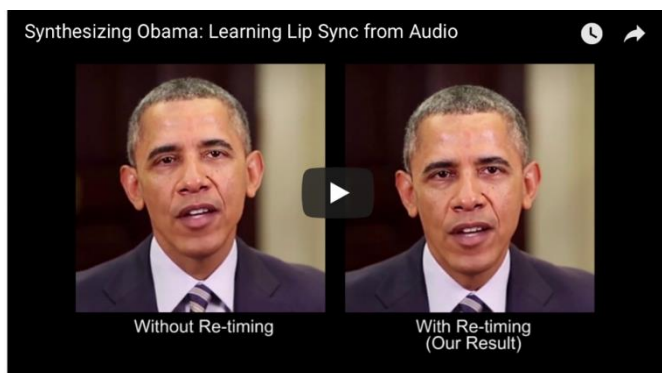 Synthesizing Obama: Learning Lip Sync from Audio
Without Re-timing
With Re-timing
(Our Result)